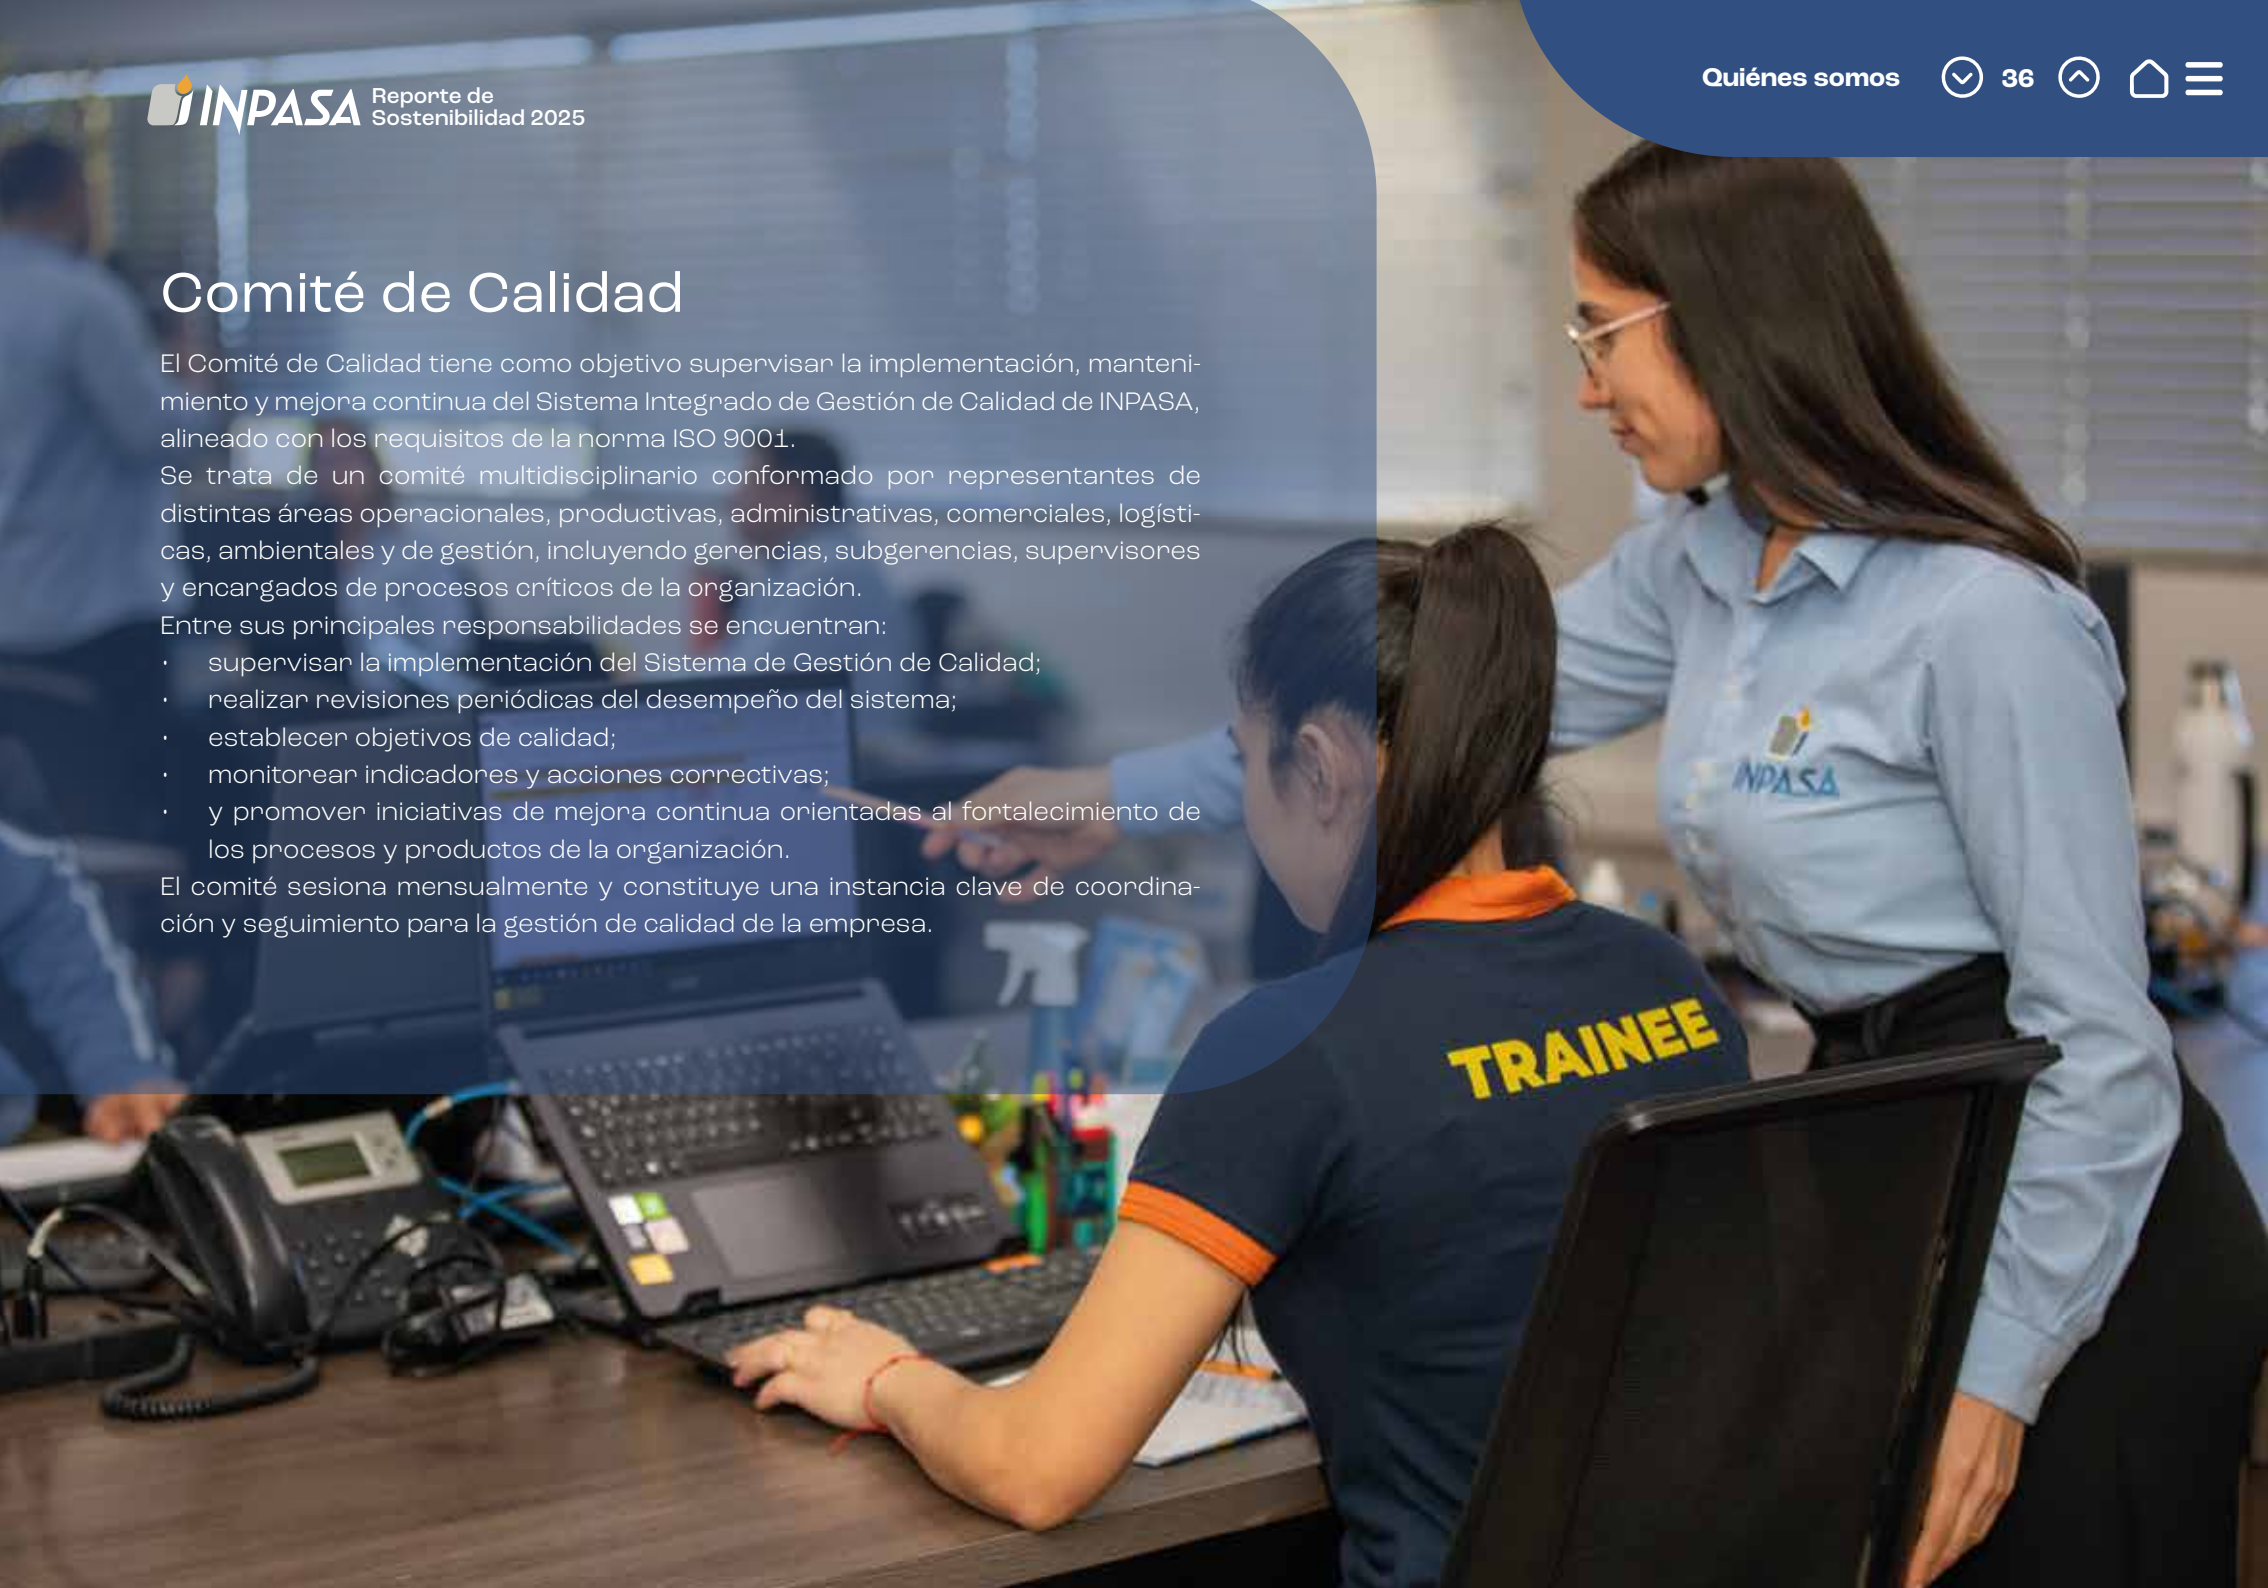 INPASA
Reporte de
Sostenibilidad 2025
Quiénes somos
36
Comité de Calidad
El Comité de Calidad tiene como objetivo supervisar la implementación, manteni-
miento y mejora continua del Sistema Integrado de Gestión de Calidad de INPASA,
alineado con los requisitos de la norma ISO 9001.
Se trata de un comité multidisciplinario conformado por representantes de
distintas áreas operacionales, productivas, administrativas, comerciales, logísti-
cas, ambientales y de gestión, incluyendo gerencias, subgerencias, supervisores
y encargados de procesos críticos de la organización.
Entre sus principales responsabilidades se encuentran:
• supervisar la implementación del Sistema de Gestión de Calidad;
• realizar revisiones periódicas del desempeño del sistema;
• establecer objetivos de calidad;
• monitorear indicadores y acciones correctivas;
• y promover iniciativas de mejora continua orientadas al fortalecimiento de
los procesos y productos de la organización.
El comité sesiona mensualmente y constituye una instancia clave de coordina-
ción y seguimiento para la gestión de calidad de la empresa.
INPASA
TRAINEE